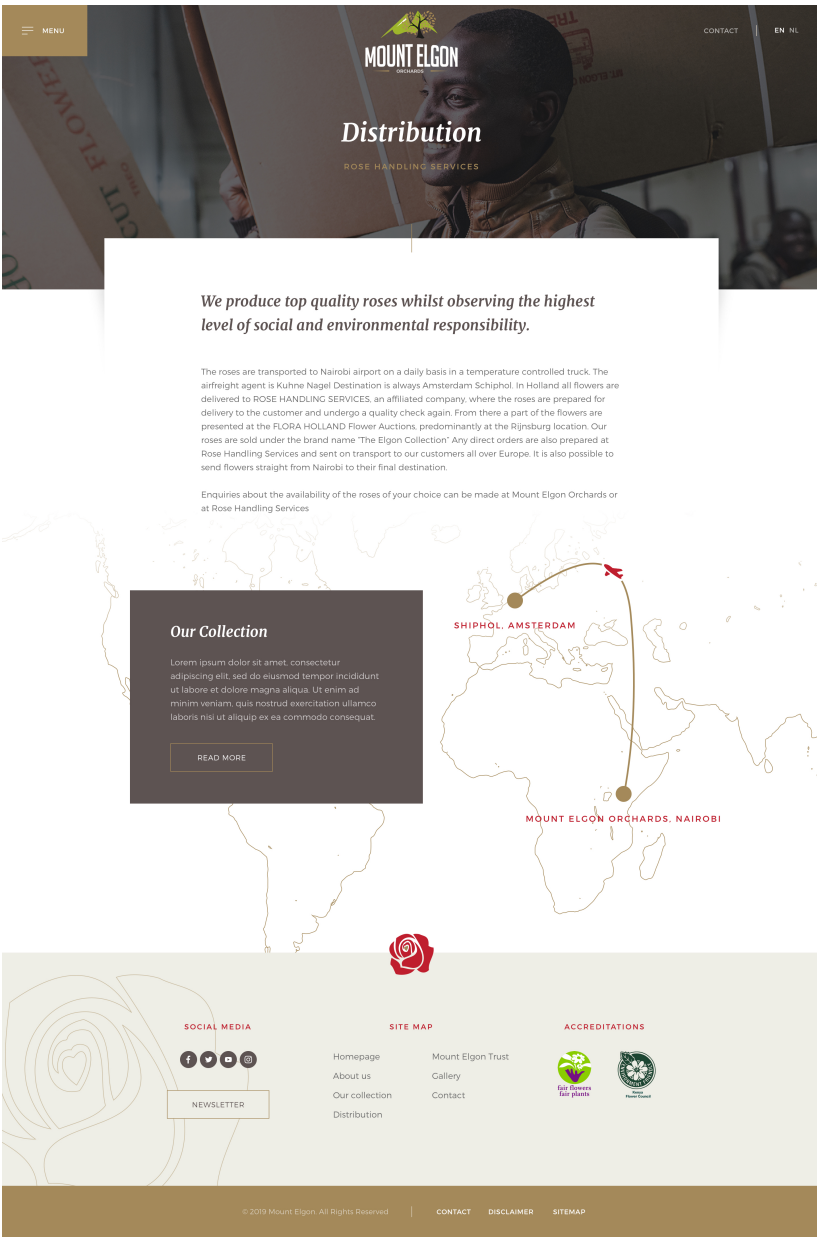 MENU
MOUNT ELGON
ORCHARDS
CONTACT
EN NL
CUT FLOWER
Distribution
ROSE HANDLING SERVICES
We produce top quality roses whilst observing the highest
level of social and environmental responsibility.
The roses are transported to Nairobi airport on a daily basis in a temperature controlled truck. The
airfreight agent is Kuhne Nagel Destination is always Amsterdam Schiphol. In Holland all flowers are
delivered to ROSE HANDLING SERVICES, an affiliated company, where the roses are prepared for
delivery to the customer and undergo a quality check again. From there a part of the flowers are
presented at the FLORA HOLLAND Flower Auctions, predominantly at the Rijnsburg location. Our
roses are sold under the brand name "The Elgon Collection" Any direct orders are also prepared at
Rose Handling Services and sent on transport to our customers all over Europe. It is also possible to
send flowers straight from Nairobi to their final destination.
Enquiries about the availability of the roses of your choice can be made at Mount Elgon Orchards or
at Rose Handling Services
SHIPHOL, AMSTERDAM
Our Collection
Lorem ipsum dolor sit amet, consectetur
adipiscing elit, sed do eiusmod tempor incididunt
ut labore et dolore magna aliqua. Ut enim ad
minim veniam, quis nostrud exercitation ullamco
laboris nisi ut aliquip ex ea commodo consequat.
READ MORE
MOUNT ELGON ORCHARDS, NAIROBI
SOCIAL MEDIA
NEWSLETTER
SITE MAP
Homepage
About us
Our collection
Distribution
Mount Elgon Trust
Gallery
Contact
ACCREDITATIONS
fair flowers
fair plants
Kenya
Flower Council
© 2019 Mount Elgon. All Rights Reserved
CONTACT
DISCLAIMER
SITEMAP